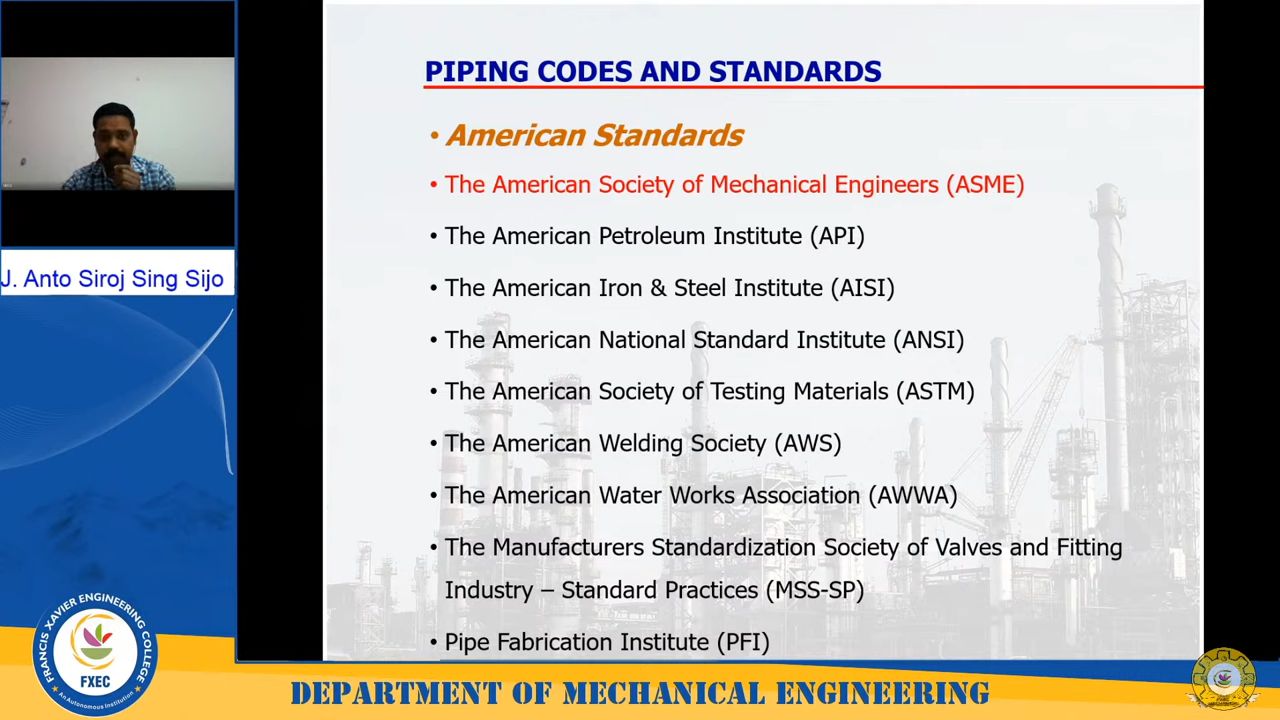 PIPING CODES AND STANDARDS
• American Standards
• The American Society of Mechanical Engineers (ASME)
• The American Petroleum Institute (API)
• The American Iron & Steel Institute (AISI)
• The American National Standard Institute (ANSI)
• The American Society of Testing Materials (ASTM)
• The American Welding Society (AWS)
• The American Water Works Association (AWWA)
• The Manufacturers Standardization Society of Valves and Fitting
Industry – Standard Practices (MSS-SP)
• Pipe Fabrication Institute (PFI)
J. Anto Siroj Sing Sijo
FRANCIS XAVIER ENGINEERING COLLEGE
FXEC
An Autonomous Institution
DEPARTMENT OF MECHANICAL ENGINEERING